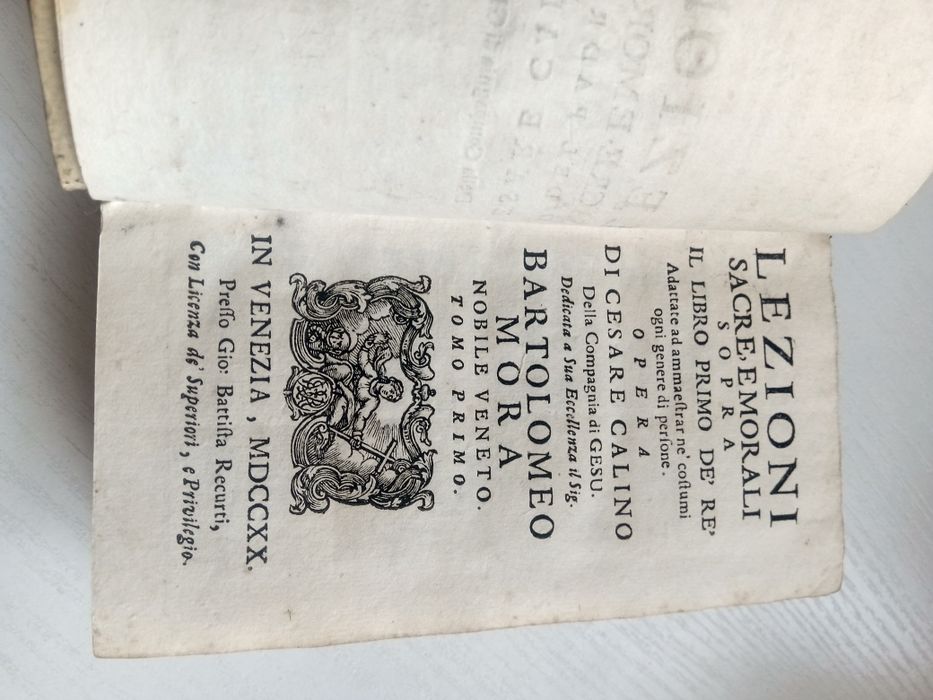 LEZIONI
SACRE, E MORALI
SOPRA
IL LIBRO PRIMO DE' RE',
Adattate ad ammaeſtrar ne' coſtumi
ogni genere di perſone.
OPERA
DI CESARE CALINO
Della Compagnia di GESU.
Dedicata a Sua Eccellenza il Sig.
BARTOLOMEO
MORA
NOBILE VENETO.
TOMO PRIMO.
IN VENEZIA, MDCCXX.
Preſſo Gio: Battiſta Recurti,
Con Licenza de' Superiori, e Privilegio.